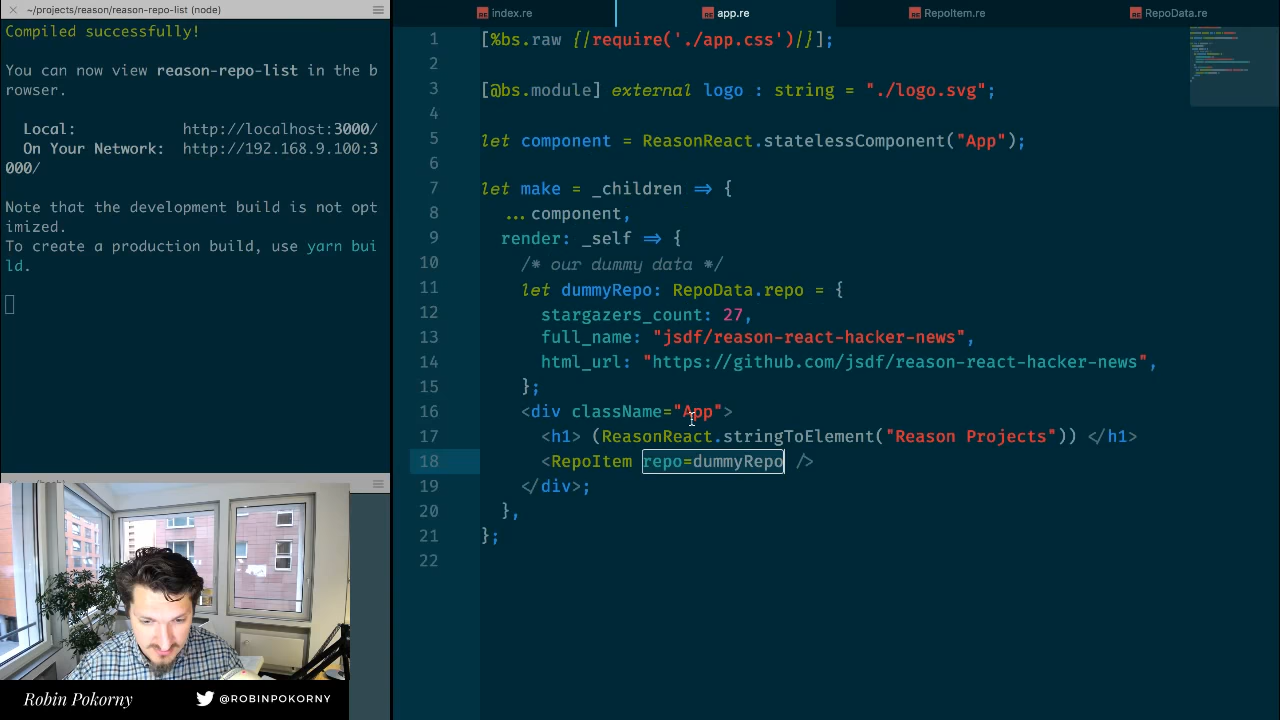 ~/projects/reason/reason-repo-list (node)
Compiled successfully!
You can now view reason-repo-list in the b
rowser.
Local: http://localhost:3000/
On Your Network: http://192.168.9.100:3
000/
Note that the development build is not opt
imized.
To create a production build, use yarn bui
ld.
Robin Pokorny
@ROBINPOKORNY
index.re
app.re
RepoItem.re
RepoData.re
1 [%bs.raw {|require('./app.css')|}];
2
3 [@bs.module] external logo : string = "./logo.svg";
4
5 let component = ReasonReact.statelessComponent("App");
6
7 let make = _children => {
8 ...component,
9 render: _self => {
10 /* our dummy data */
11 let dummyRepo: RepoData.repo = {
12 stargazers_count: 27,
13 full_name: "jsdf/reason-react-hacker-news",
14 html_url: "https://github.com/jsdf/reason-react-hacker-news",
15 };
16 <div className="App">
17 <h1> (ReasonReact.stringToElement("Reason Projects")) </h1>
18 <RepoItem repo=dummyRepo />
19 </div>;
20 },
21 };
22